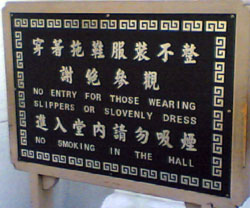 穿著拖鞋服裝不整
謝絕參觀
NO ENTRY FOR THOSE WEARING
SLIPPERS OR SLOVENLY DRESS
進入堂內請勿吸煙
NO SMOKING IN THE HALL